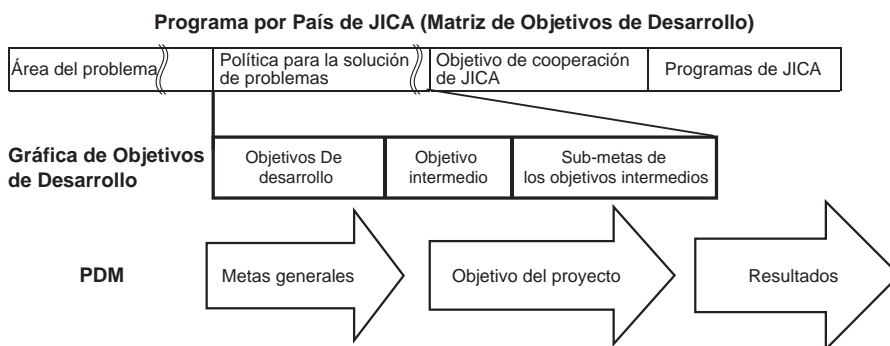 Programa por País de JICA (Matriz de Objetivos de Desarrollo)
Área del problema
Política para la solución
de problemas
Objetivo de cooperación
de JICA
Programas de JICA
Gráfica de Objetivos
de Desarrollo
Objetivos De
desarrollo
Objetivo
intermedio
Sub-metas de
los objetivos intermedios
PDM
Metas generales
Objetivo del proyecto
Resultados